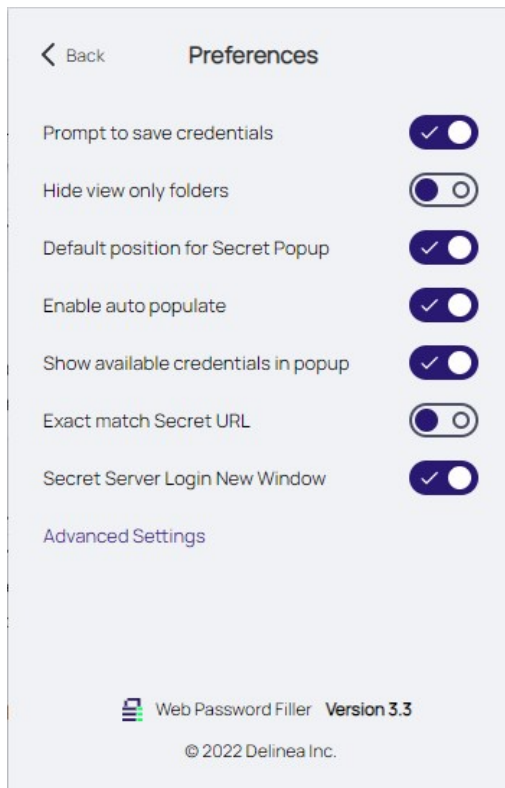 Back Preferences
Prompt to save credentials
Hide view only folders
Default position for Secret Popup
Enable auto populate
Show available credentials in popup
Exact match Secret URL
Secret Server Login New Window
Advanced Settings
Web Password Filler Version 3.3
© 2022 Delinea Inc.